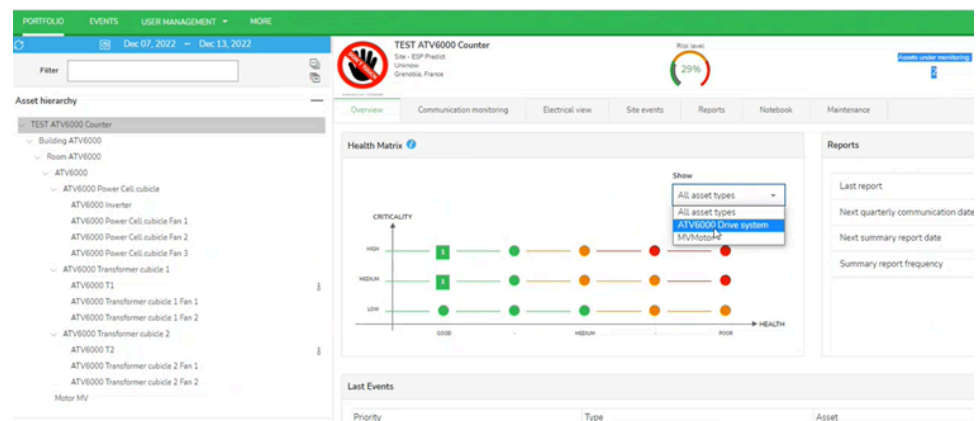 PORTFOLIO EVENTS USER MANAGEMENT MORE
Dec 07, 2022 - Dec 13, 2022
Filter
Asset hierarchy
TEST ATV6000 Counter
Building ATV6000
Room ATV6000
ATV6000
ATV6000 Power Cell cubicle
ATV6000 Inverter
ATV6000 Power Cell cubicle Fan 1
ATV6000 Power Cell cubicle Fan 2
ATV6000 Power Cell cubicle Fan 3
ATV6000 Transformer cubicle 1
ATV6000 T1
ATV6000 Transformer cubicle 1 Fan 1
ATV6000 Transformer cubicle 1 Fan 2
ATV6000 Transformer cubicle 2
ATV6000 T2
ATV6000 Transformer cubicle 2 Fan 1
ATV6000 Transformer cubicle 2 Fan 2
Motor MV
TEST ATV6000 Counter
Site - ESP Predict
Unknow
Grenoble, France
Risk level
29%
Assets under monitoring
2
Overview Communication monitoring Electrical view Site events Reports Notebook Maintenance
Health Matrix
Show
All asset types
All asset types
ATV6000 Drive system
MVMotor
CRITICALITY
HIGH 1
MEDIUM 1
LOW
HEALTH
GOOD - MEDIUM - POOR
Reports
Last report
Next quarterly communication date
Next summary report date
Summary report frequency
Last Events
Priority Type Asset